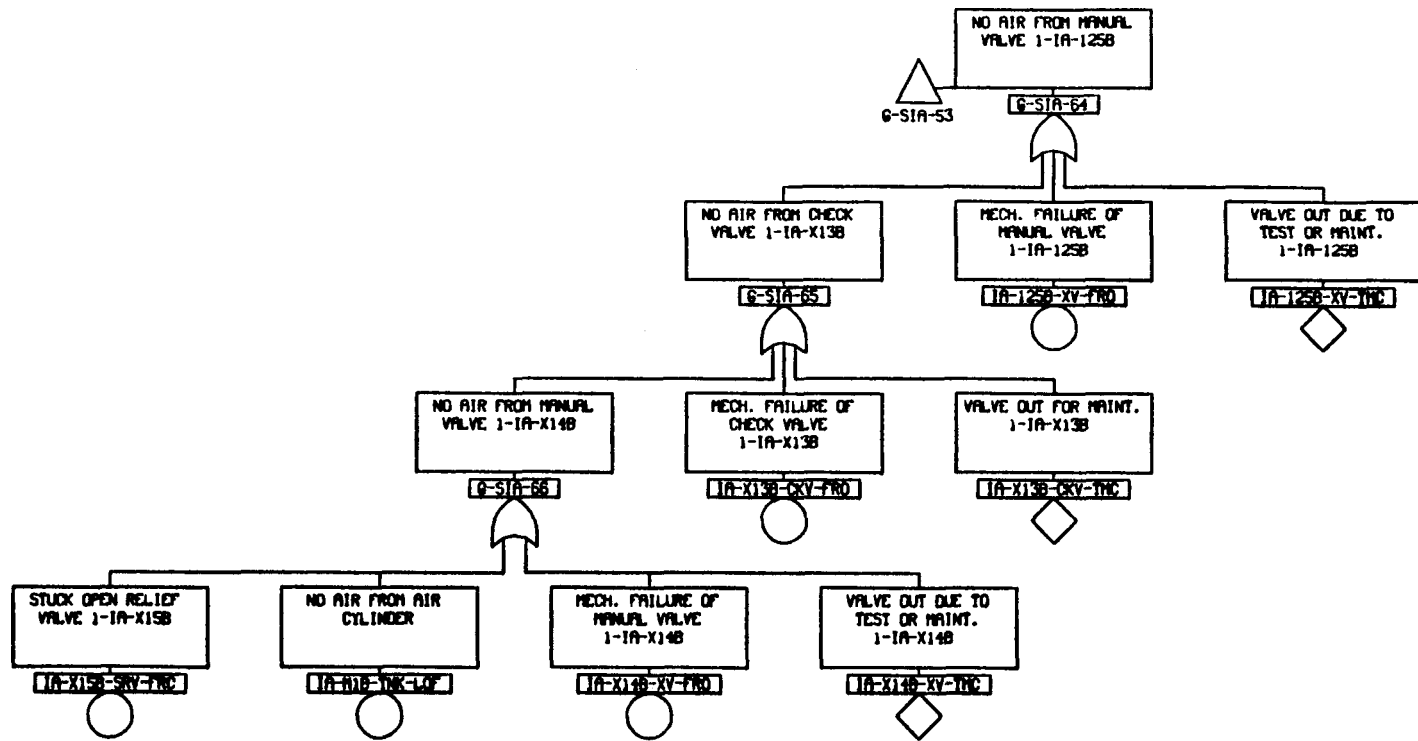 NO AIR FROM MANUAL
VALVE 1-IA-125B
G-SIA-53
G-SIA-64
NO AIR FROM CHECK
VALVE 1-IA-X13B
MECH. FAILURE OF
MANUAL VALVE
1-IA-125B
VALVE OUT DUE TO
TEST OR MAINT.
1-IA-125B
G-SIA-65
IA-125B-XV-FRO
IA-125B-XV-TMC
NO AIR FROM MANUAL
VALVE 1-IA-X14B
MECH. FAILURE OF
CHECK VALVE
1-IA-X13B
VALVE OUT FOR MAINT.
1-IA-X13B
G-SIA-66
IA-X13B-CKV-FRO
IA-X13B-CKV-TMC
STUCK OPEN RELIEF
VALVE 1-IA-X15B
NO AIR FROM AIR
CYLINDER
MECH. FAILURE OF
MANUAL VALVE
1-IA-X14B
VALVE OUT DUE TO
TEST OR MAINT.
1-IA-X14B
IA-X15B-SRV-FRC
IA-X14B-XV-FRO
IA-X14B-XV-TMC